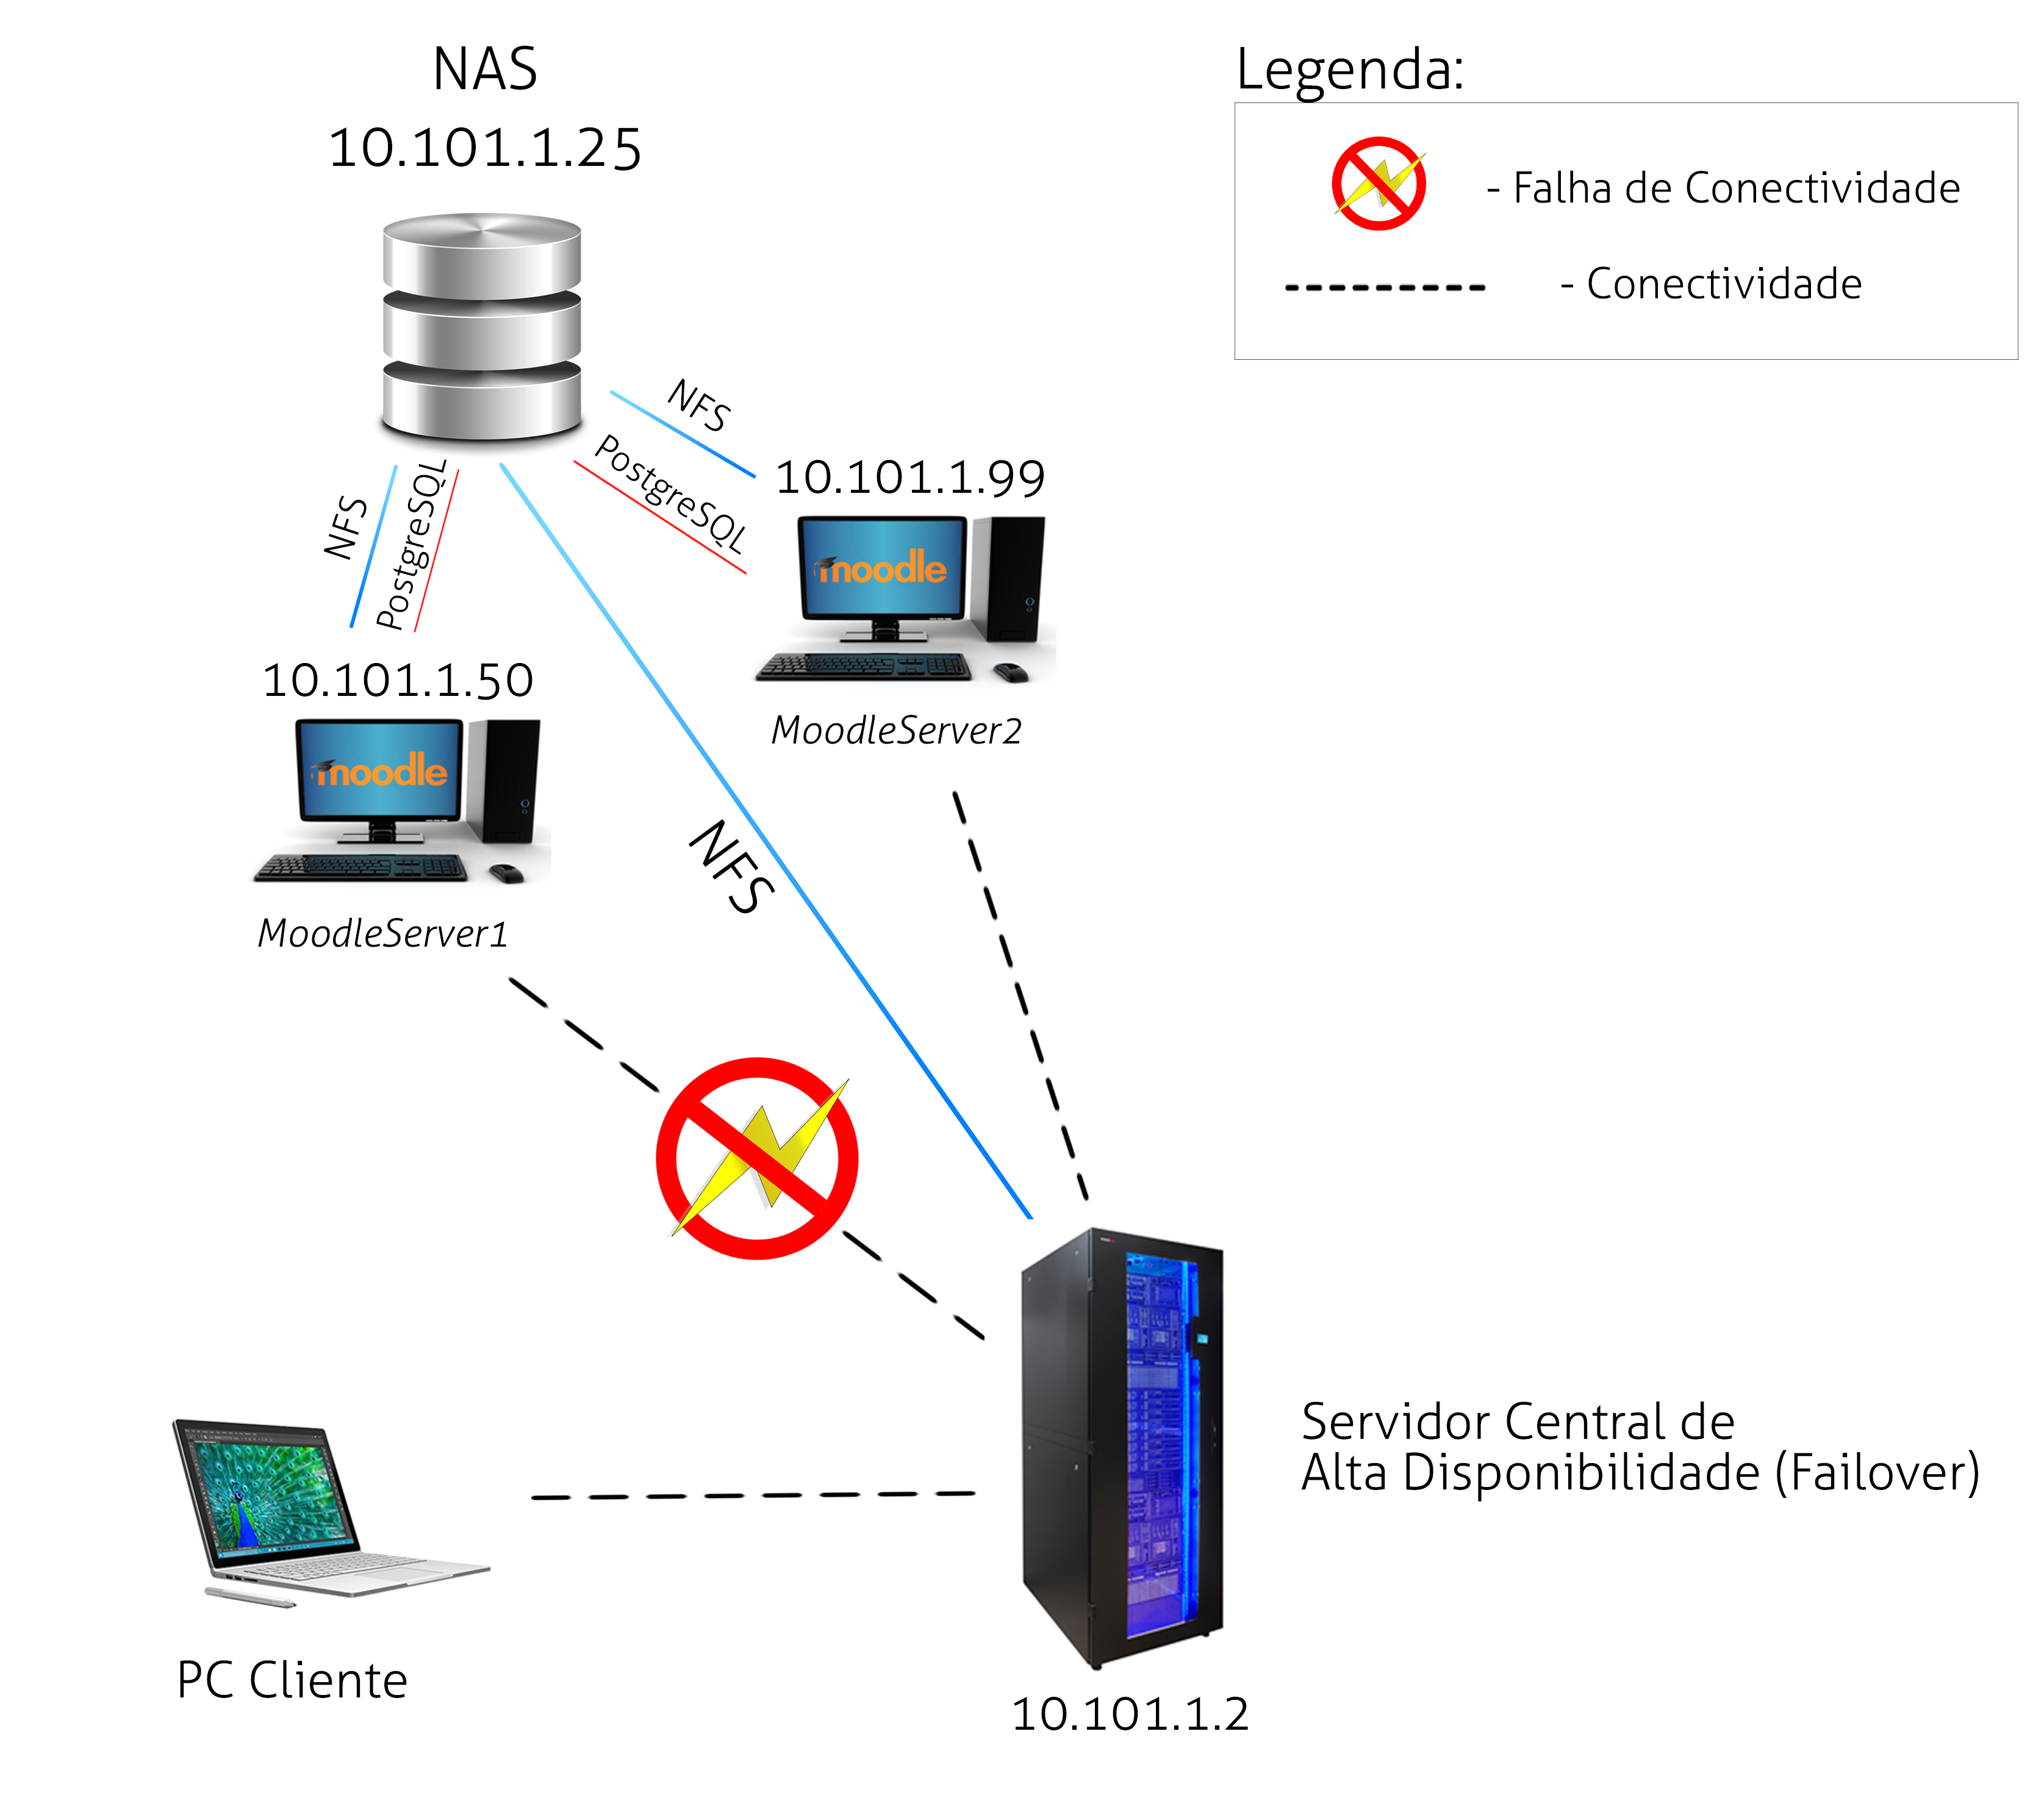 NAS
10.101.1.25
Legenda:
- Falha de Conectividade
- Conectividade
NFS
PostgreSQL
NFS
PostgreSQL
10.101.1.99
moodle
MoodleServer2
10.101.1.50
moodle
MoodleServer1
NFS
Servidor Central de
Alta Disponibilidade (Failover)
PC Cliente
10.101.1.2